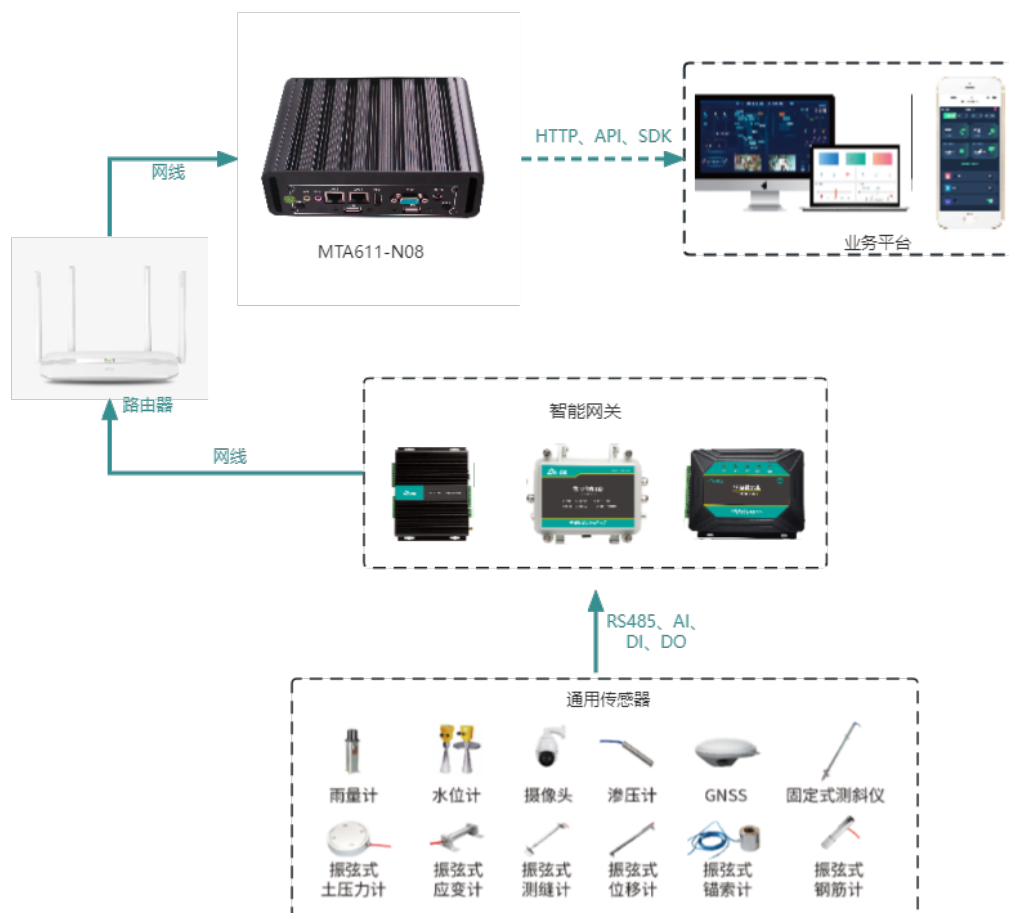 HTTP、API、SDK
网线
MTA611-N08
业务平台
路由器
智能网关
网线
RS485、AI、
DI、DO
通用传感器
雨量计
水位计
摄像头
渗压计
GNSS
固定式测斜仪
振弦式
土压力计
振弦式
应变计
振弦式
测缝计
振弦式
位移计
振弦式
锚索计
振弦式
钢筋计